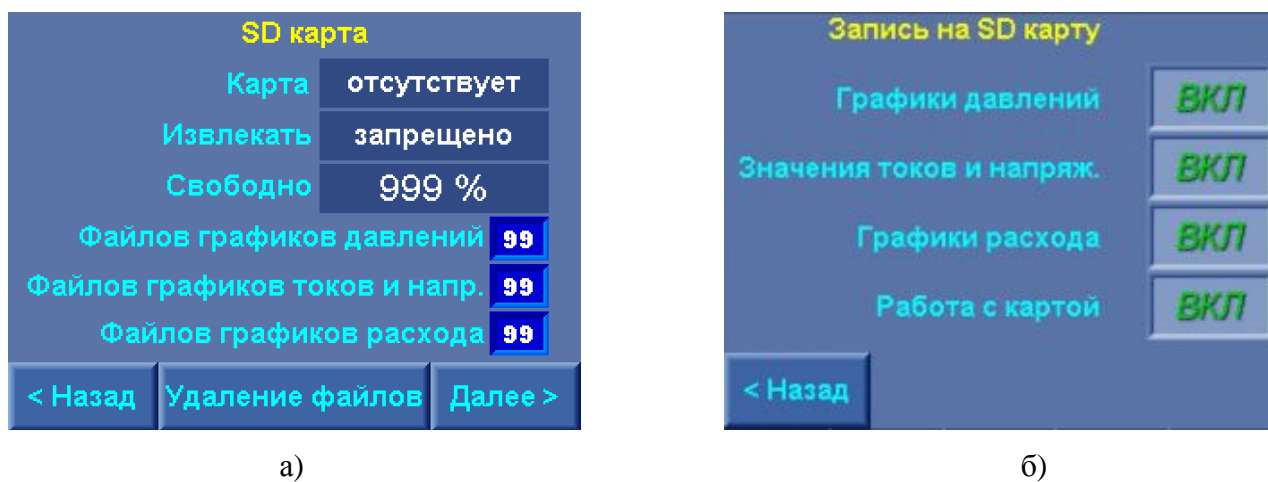 SD карта
Карта отсутствует
Извлекать запрещено
Свободно 999 %
Файлов графиков давлений 99
Файлов графиков токов и напр. 99
Файлов графиков расхода 99
< Назад Удаление файлов Далее >
а)
Запись на SD карту
Графики давлений ВКЛ
Значения токов и напряж. ВКЛ
Графики расхода ВКЛ
Работа с картой ВКЛ
< Назад
б)